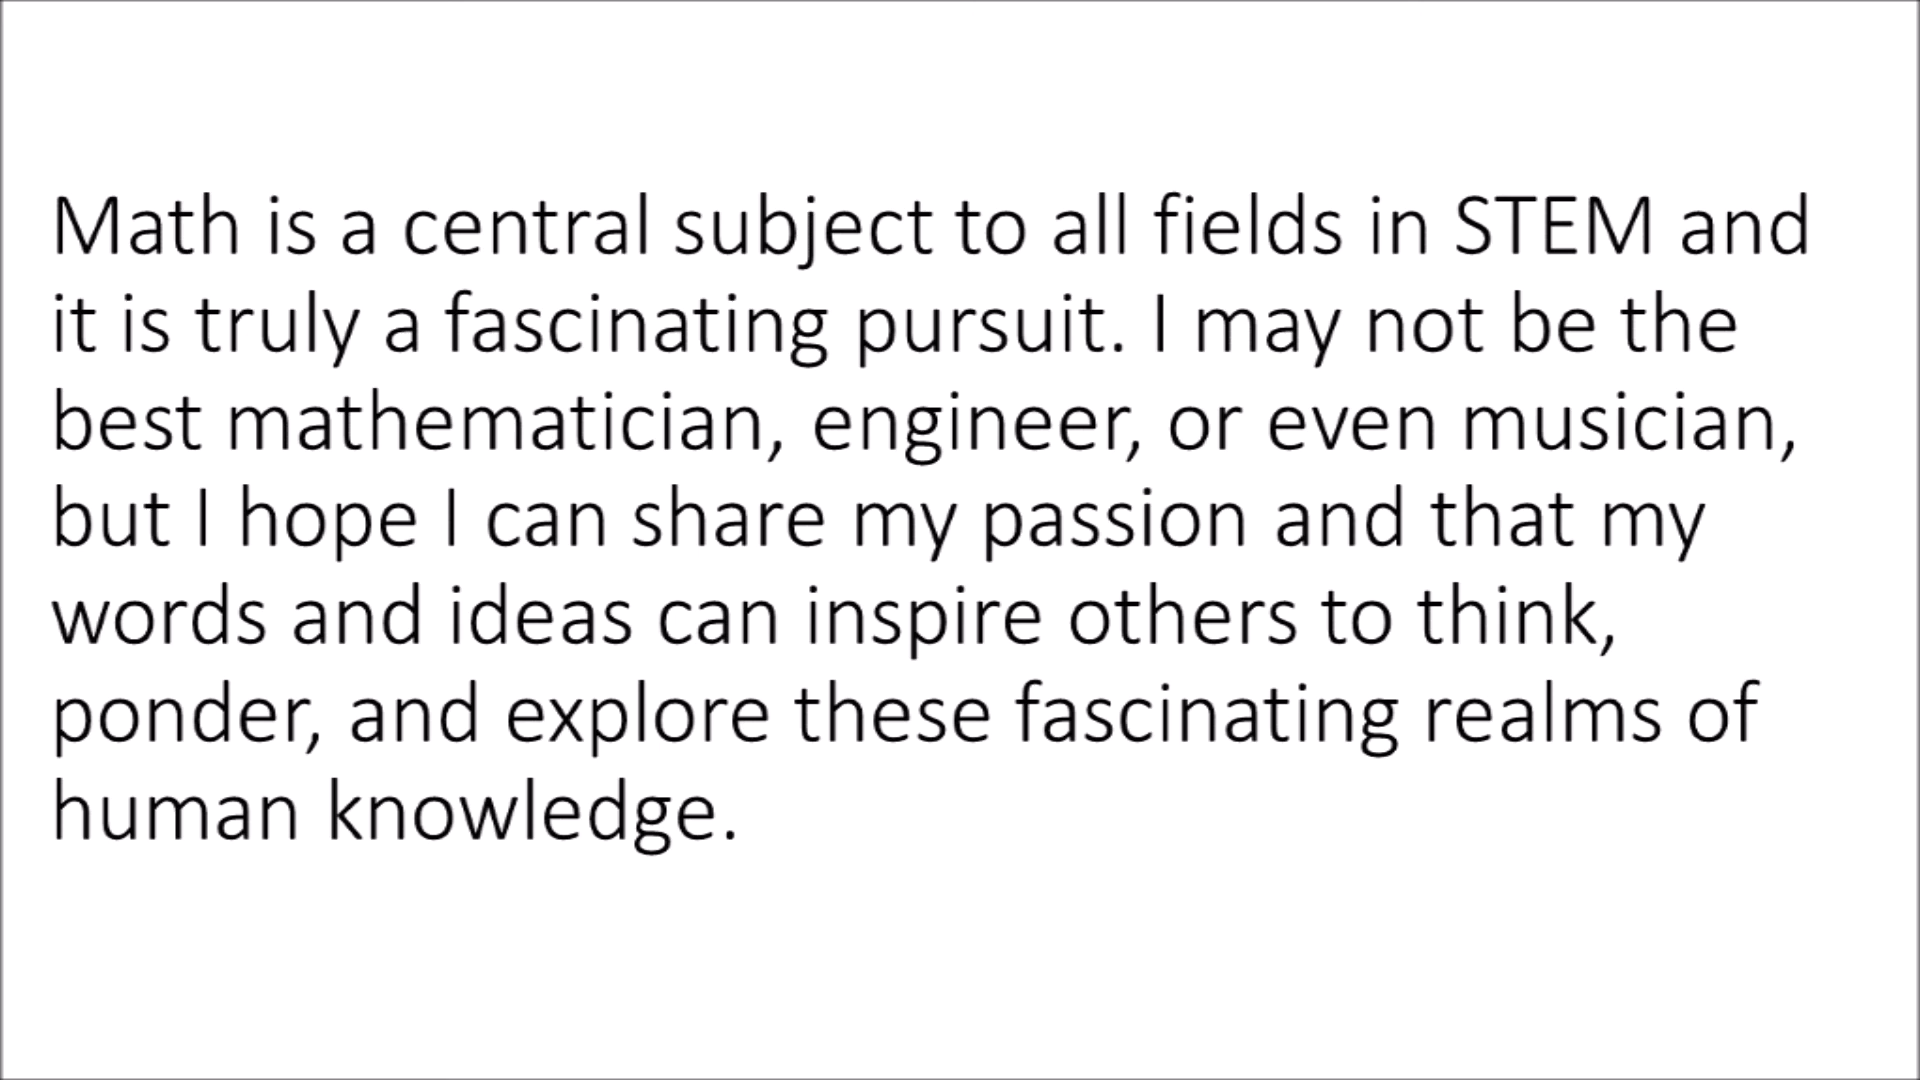 Math is a central subject to all fields in STEM and
it is truly a fascinating pursuit. I may not be the
best mathematician, engineer, or even musician,
but I hope I can share my passion and that my
words and ideas can inspire others to think,
ponder, and explore these fascinating realms of
human knowledge.